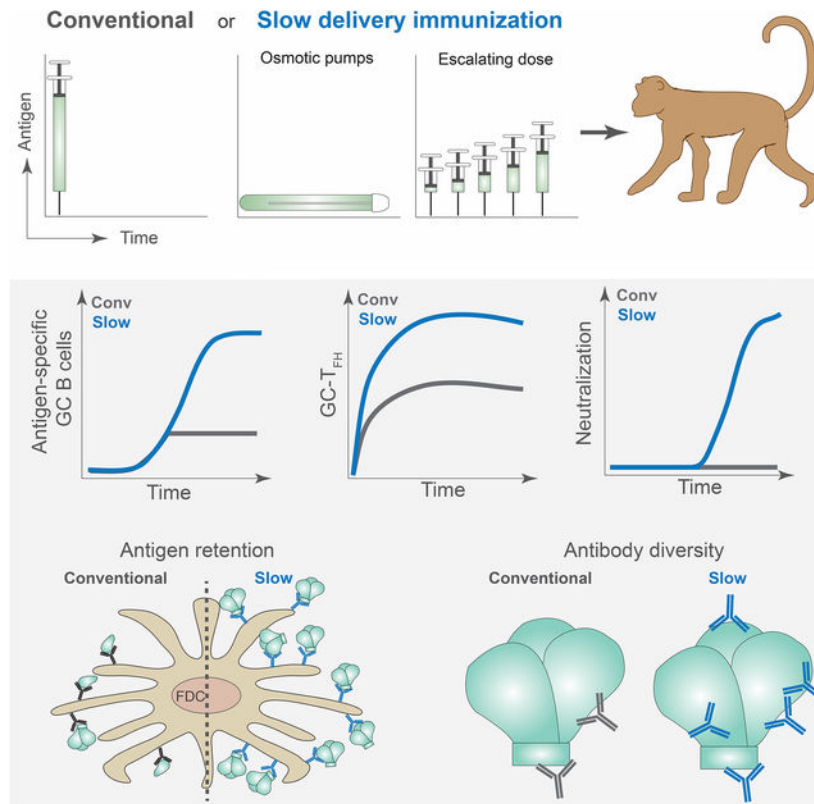 Conventional or Slow delivery immunization
Osmotic pumps
Escalating dose
Antigen
Time
Conv
Slow
Antigen-specific
GC B cells
Time
Conv
Slow
GC-TFH
Time
Conv
Slow
Neutralization
Time
Antigen retention
Conventional
Slow
FDC
Antibody diversity
Conventional
Slow